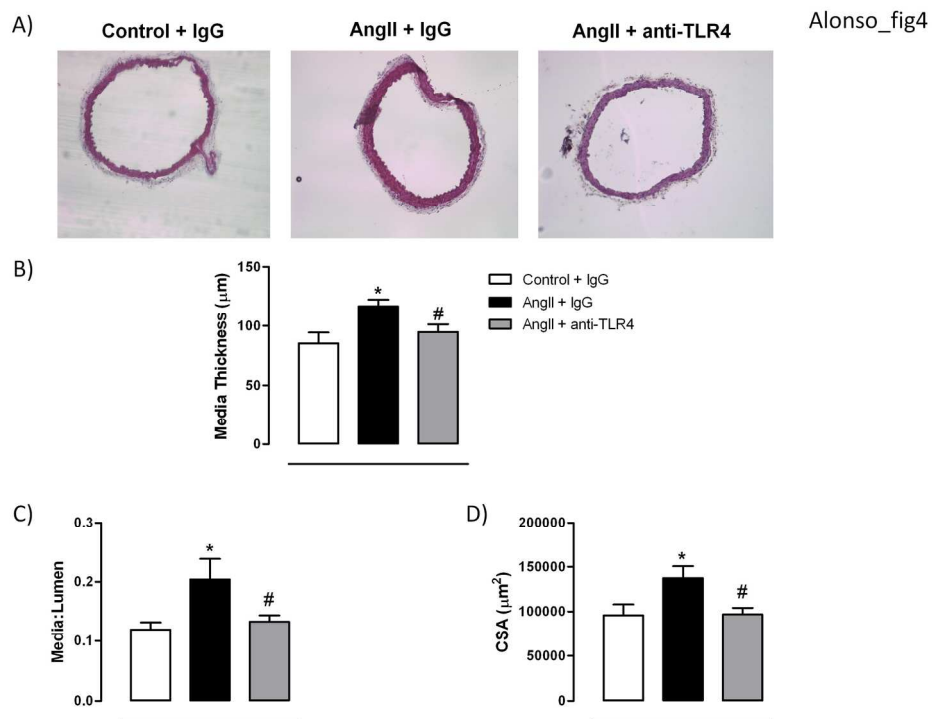 Alonso_fig4
A)
Control + IgG
AngII + IgG
AngII + anti-TLR4
B)
Media Thickness (μm)
150
100
50
0
*
#
Control + IgG
AngII + IgG
AngII + anti-TLR4
C)
Media:Lumen
0.3
0.2
0.1
0.0
*
#
D)
CSA (μm²)
200000
150000
100000
50000
0
*
#